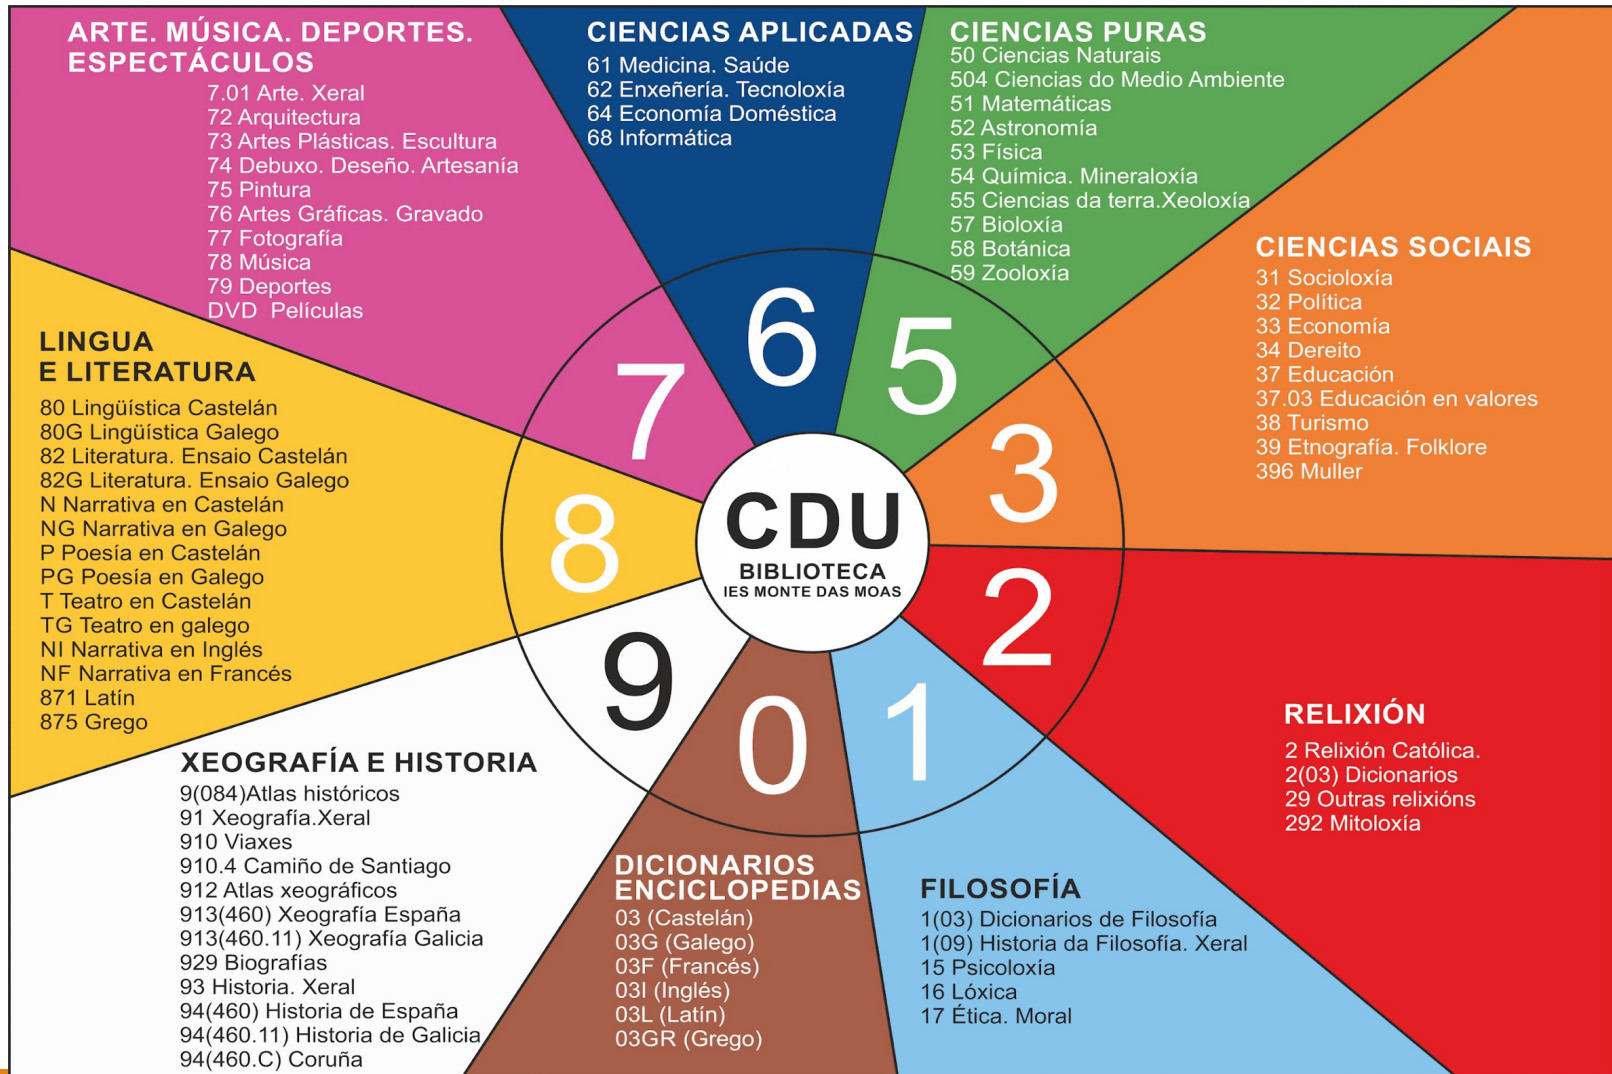 ARTE. MÚSICA. DEPORTES.
ESPECTÁCULOS
7.01 Arte. Xeral
72 Arquitectura
73 Artes Plásticas. Escultura
74 Debuxo. Deseño. Artesanía
75 Pintura
76 Artes Gráficas. Gravado
77 Fotografía
78 Música
79 Deportes
DVD Películas
CIENCIAS APLICADAS
61 Medicina. Saúde
62 Enxeñería. Tecnoloxía
64 Economía Doméstica
68 Informática
CIENCIAS PURAS
50 Ciencias Naturais
504 Ciencias do Medio Ambiente
51 Matemáticas
52 Astronomía
53 Física
54 Química. Mineraloxía
55 Ciencias da terra.Xeoloxía
57 Bioloxía
58 Botánica
59 Zooloxía
CIENCIAS SOCIAIS
31 Socioloxía
32 Política
33 Economía
34 Dereito
37 Educación
37.03 Educación en valores
38 Turismo
39 Etnografía. Folklore
396 Muller
LINGUA
E LITERATURA
80 Lingüística Castelán
80G Lingüística Galego
82 Literatura. Ensaio Castelán
82G Literatura. Ensaio Galego
N Narrativa en Castelán
NG Narrativa en Galego
P Poesía en Castelán
PG Poesía en Galego
T Teatro en Castelán
TG Teatro en galego
NI Narrativa en Inglés
NF Narrativa en Francés
871 Latín
875 Grego
7
6
5
3
8
2
9
0
1
CDU
BIBLIOTECA
IES MONTE DAS MOAS
RELIXIÓN
2 Relixión Católica.
2(03) Dicionarios
29 Outras relixións
292 Mitoloxía
XEOGRAFÍA E HISTORIA
9(084)Atlas históricos
91 Xeografía.Xeral
910 Viaxes
910.4 Camiño de Santiago
912 Atlas xeográficos
913(460) Xeografía España
913(460.11) Xeografía Galicia
929 Biografías
93 Historia. Xeral
94(460) Historia de España
94(460.11) Historia de Galicia
94(460.C) Coruña
DICIONARIOS
ENCICLOPEDIAS
03 (Castelán)
03G (Galego)
03F (Francés)
03I (Inglés)
03L (Latín)
03GR (Grego)
FILOSOFÍA
1(03) Dicionarios de Filosofía
1(09) Historia da Filosofía. Xeral
15 Psicoloxía
16 Lóxica
17 Ética. Moral